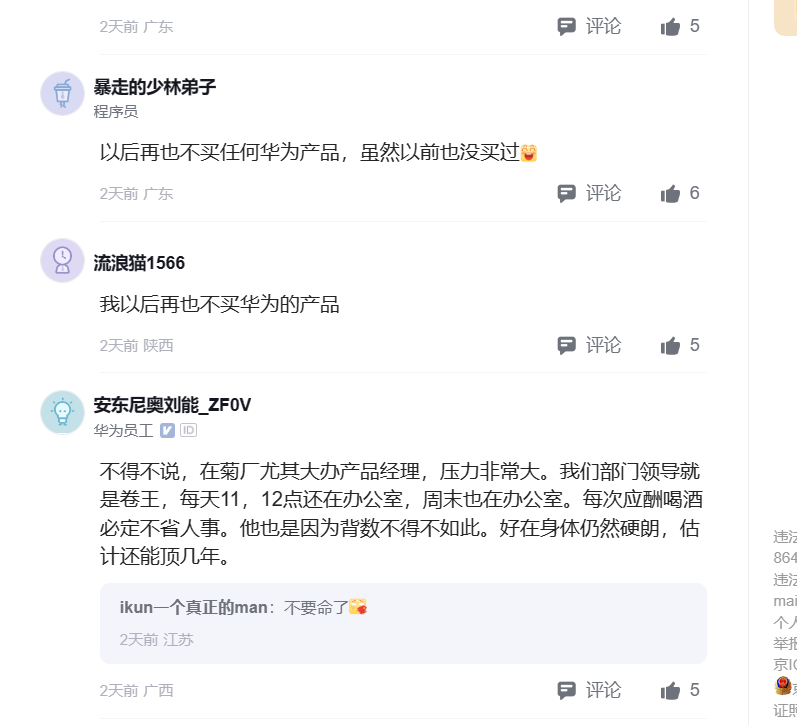 2天前 广东
评论
5
暴走的少林弟子
程序员
以后再也不买任何华为产品，虽然以前也没买过
2天前 广东
评论
6
流浪猫1566
我以后再也不买华为的产品
2天前 陕西
评论
5
安东尼奥刘能_ZF0V
华为员工 V ID
不得不说，在菊厂尤其大办产品经理，压力非常大。我们部门领导就
是卷王，每天11，12点还在办公室，周末也在办公室。每次应酬喝酒
必定不省人事。他也是因为背数不得不如此。好在身体仍然硬朗，估
计还能顶几年。
ikun一个真正的man：不要命了
2天前 江苏
2天前 广西
评论
5
违法
864
违法
mai
个人
举报
京IC
证照